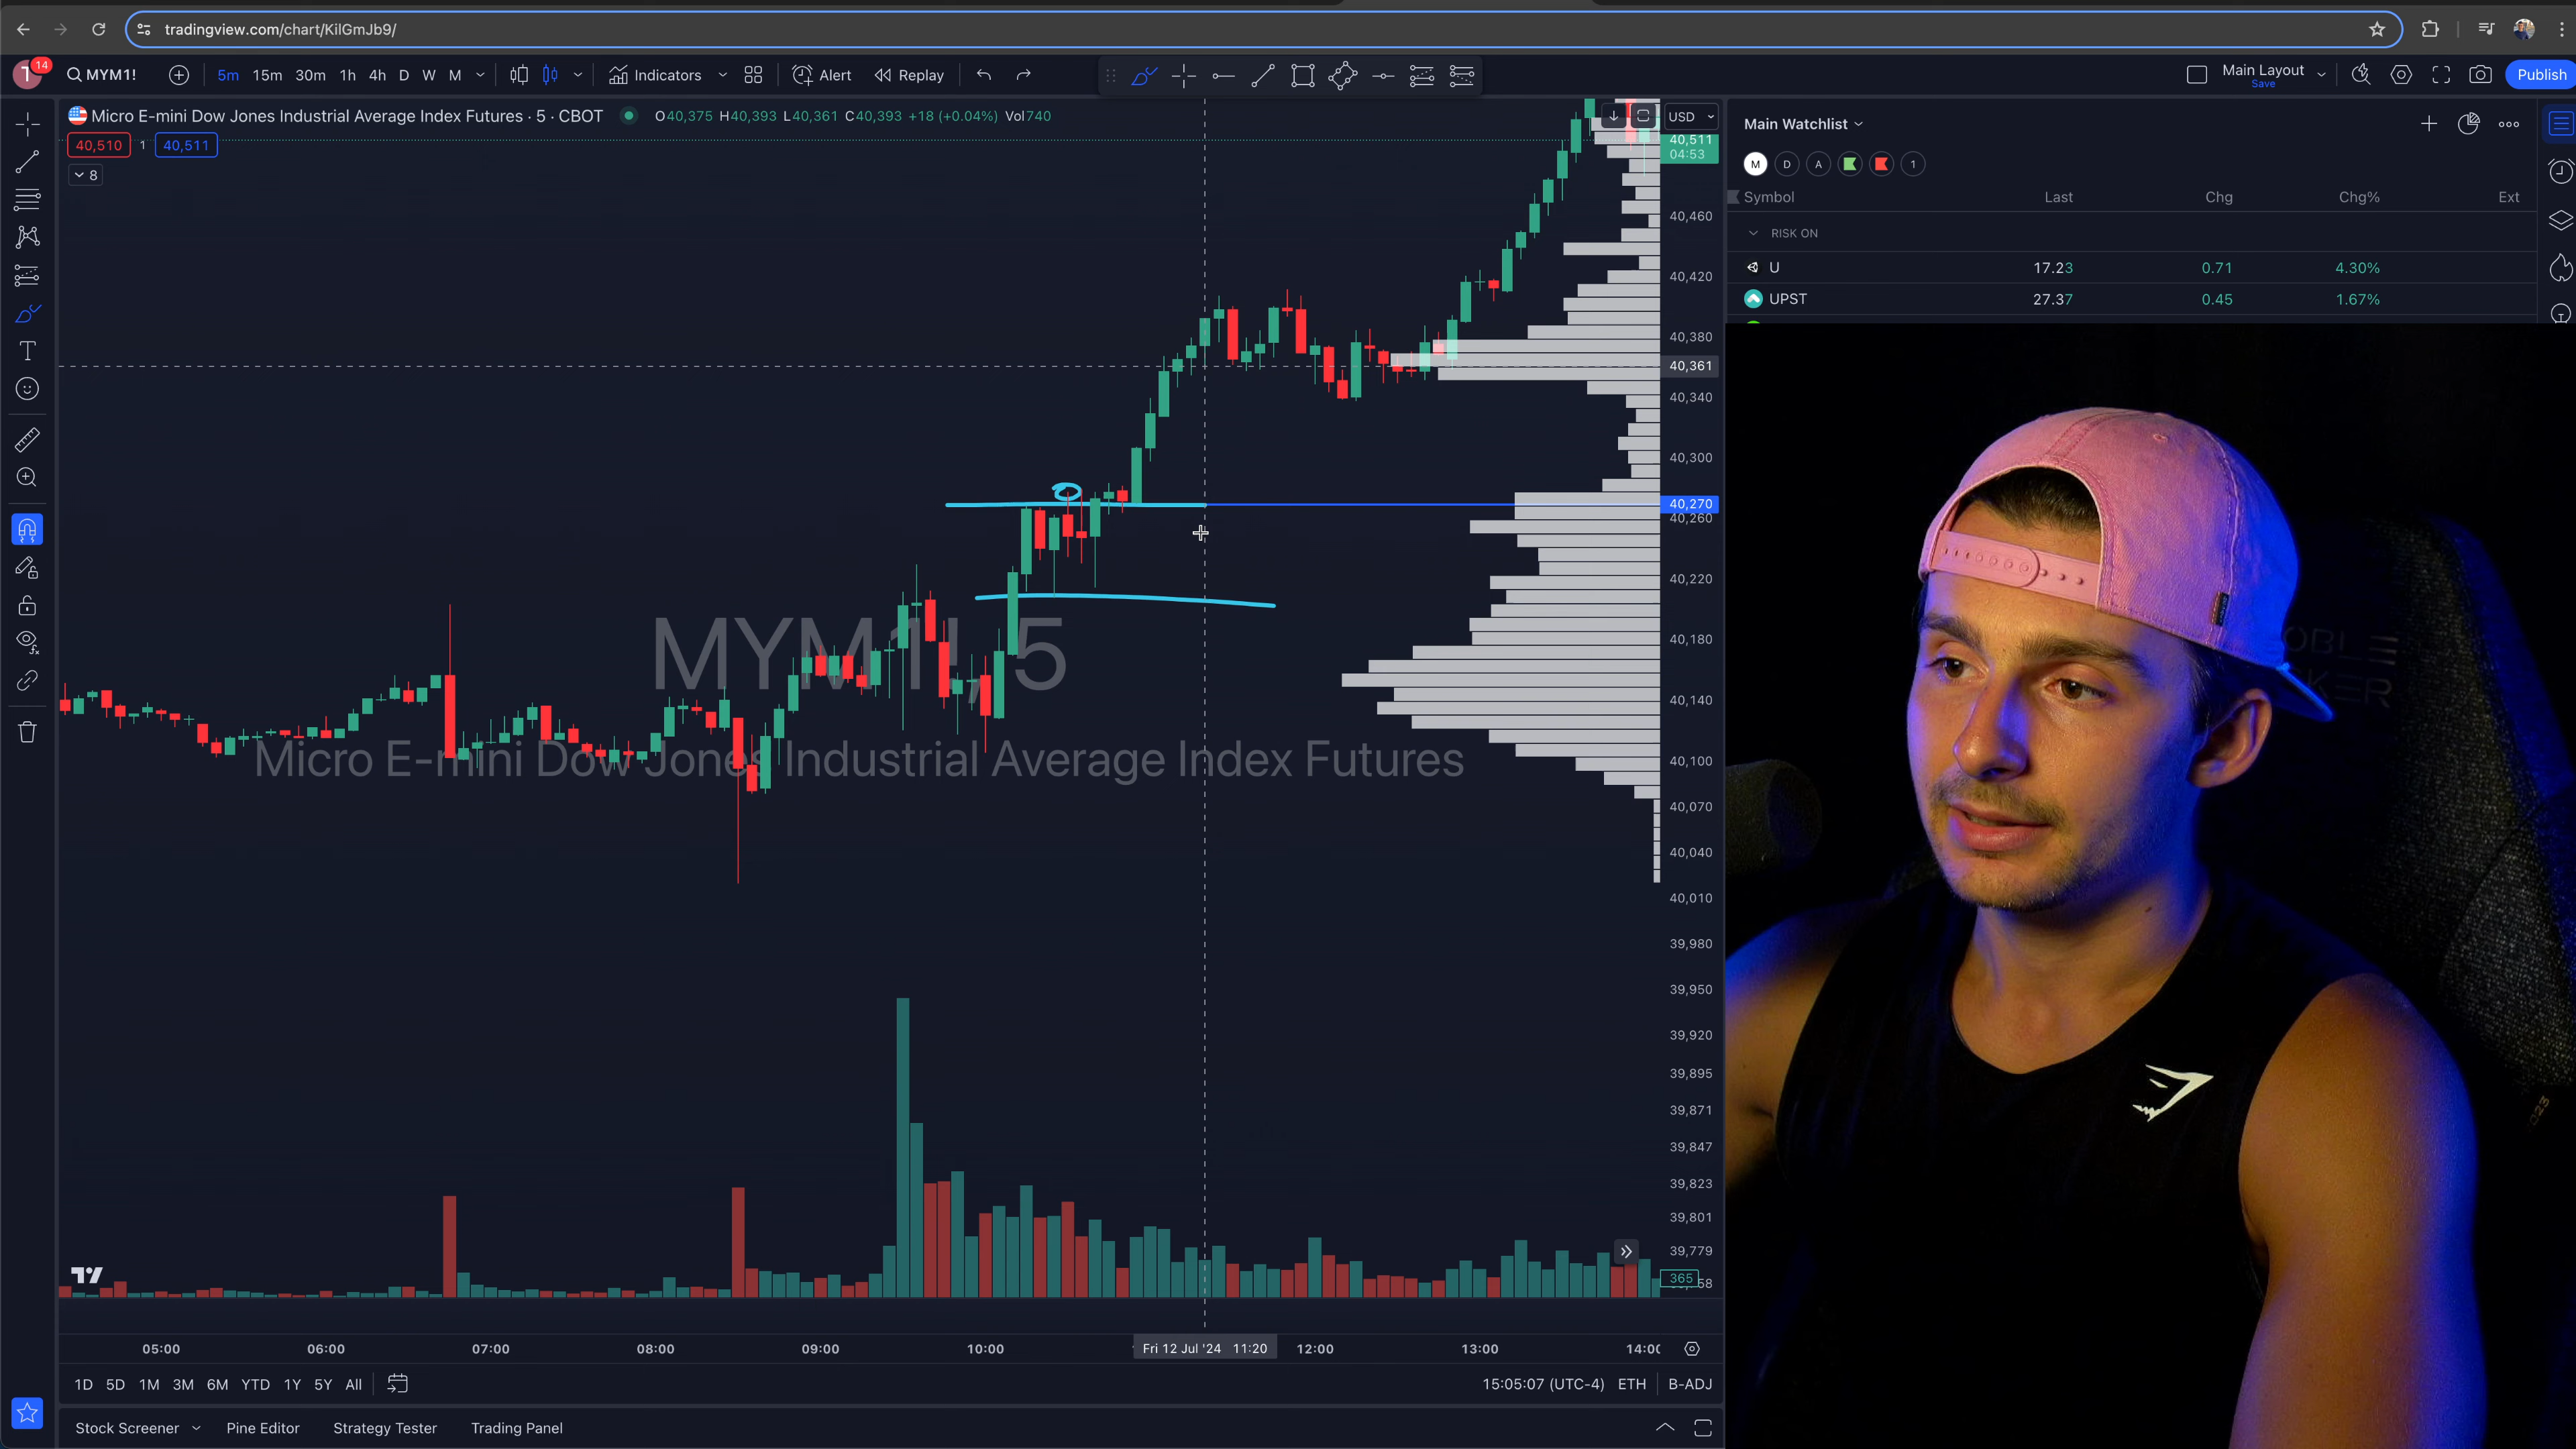 tradingview.com/chart/KilGmJb9/
14
MYM1!
5m 15m 30m 1h 4h D W M
Indicators
Alert
Replay
Main Layout
Save
Publish
Micro E-mini Dow Jones Industrial Average Index Futures · 5 · CBOT
O40,375 H40,393 L40,361 C40,393 +18 (+0.04%) Vol740
USD
40,510 1 40,511
8
40,511
04:53
40,460
40,420
40,380
40,361
40,340
40,300
40,270
40,260
40,220
40,180
40,140
40,100
40,070
40,040
40,010
39,980
39,950
39,920
39,895
39,871
39,847
39,823
39,801
39,779
365
68
MYM1!, 5
Micro E-mini Dow Jones Industrial Average Index Futures
05:00 06:00 07:00 08:00 09:00 10:00 Fri 12 Jul '24 11:20 12:00 13:00
1D 5D 1M 3M 6M YTD 1Y 5Y All
15:05:07 (UTC-4) ETH B-ADJ
Stock Screener Pine Editor Strategy Tester Trading Panel
Main Watchlist
M D A 1
Symbol Last Chg Chg% Ext
RISK ON
U 17.23 0.71 4.30%
UPST 27.37 0.45 1.67%